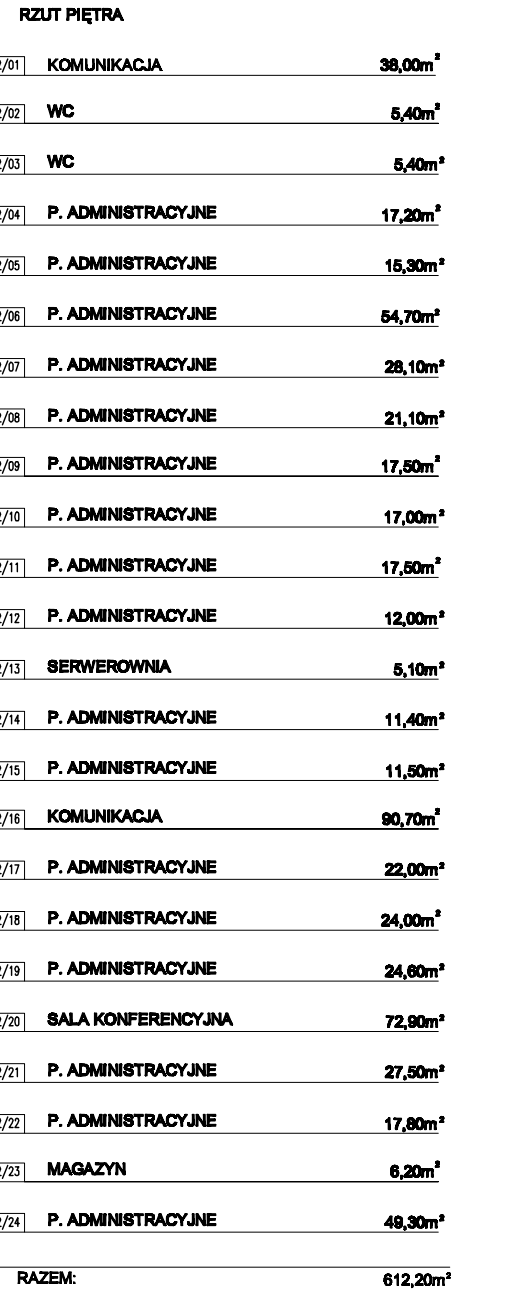 RZUT PIĘTRA
2/01 KOMUNIKACJA 38,00m²
2/02 WC 5,40m²
2/03 WC 5,40m²
2/04 P. ADMINISTRACYJNE 17,20m²
2/05 P. ADMINISTRACYJNE 15,30m²
2/06 P. ADMINISTRACYJNE 54,70m²
2/07 P. ADMINISTRACYJNE 28,10m²
2/08 P. ADMINISTRACYJNE 21,10m²
2/09 P. ADMINISTRACYJNE 17,50m²
2/10 P. ADMINISTRACYJNE 17,00m²
2/11 P. ADMINISTRACYJNE 17,50m²
2/12 P. ADMINISTRACYJNE 12,00m²
2/13 SERWEROWNIA 5,10m²
2/14 P. ADMINISTRACYJNE 11,40m²
2/15 P. ADMINISTRACYJNE 11,50m²
2/16 KOMUNIKACJA 90,70m²
2/17 P. ADMINISTRACYJNE 22,00m²
2/18 P. ADMINISTRACYJNE 24,00m²
2/19 P. ADMINISTRACYJNE 24,60m²
2/20 SALA KONFERENCYJNA 72,90m²
2/21 P. ADMINISTRACYJNE 27,50m²
2/22 P. ADMINISTRACYJNE 17,80m²
2/23 MAGAZYN 6,20m²
2/24 P. ADMINISTRACYJNE 49,30m²
RAZEM: 612,20m²